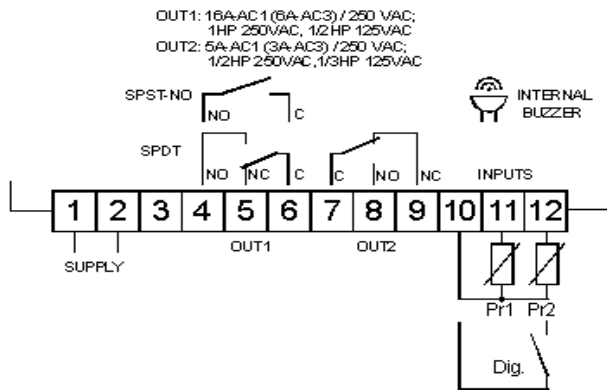 OUT1: 16A-AC1 (6A-AC3) / 250 VAC;
1HP 250VAC, 1/2HP 125VAC
OUT2: 5A-AC1 (3A-AC3) / 250 VAC;
1/2HP 250VAC, 1/3HP 125VAC
SPST-NO
NO C
INTERNAL
BUZZER
SPDT
NO NC C C NO NC INPUTS
1 2 3 4 5 6 7 8 9 10 11 12
SUPPLY OUT1 OUT2
Pr1 Pr2
Dig.